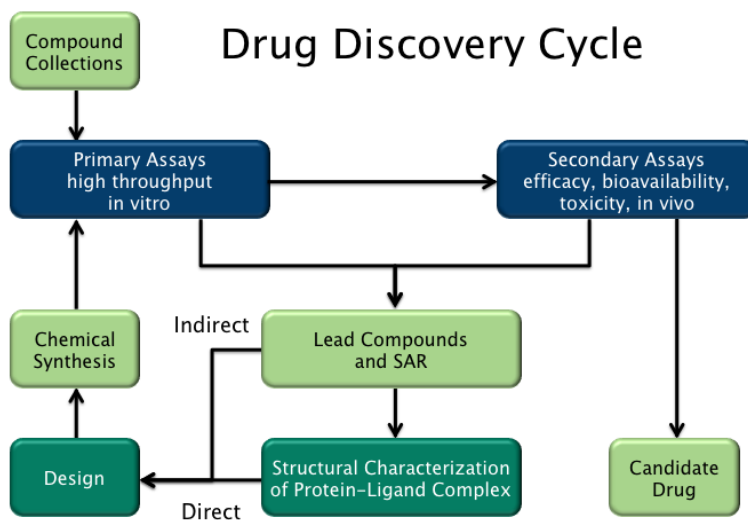 Drug Discovery Cycle
Compound
Collections
Primary Assays
high throughput
in vitro
Secondary Assays
efficacy, bioavailability,
toxicity, in vivo
Indirect
Chemical
Synthesis
Lead Compounds
and SAR
Design
Structural Characterization
of Protein-Ligand Complex
Candidate
Drug
Direct